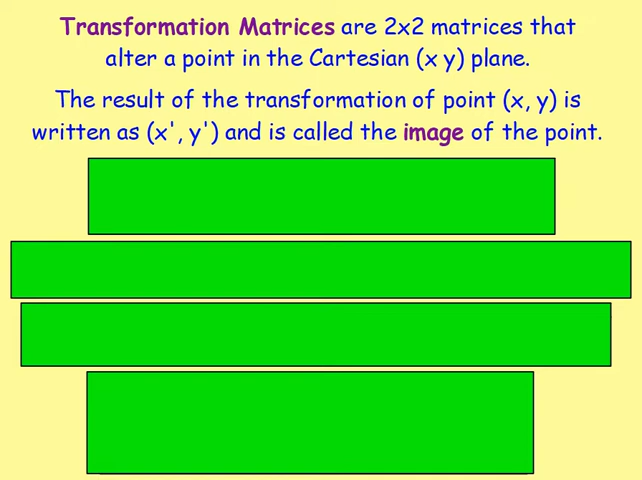 Transformation Matrices are 2x2 matrices that
alter a point in the Cartesian (x y) plane.
The result of the transformation of point (x, y) is
written as (x', y') and is called the image of the point.